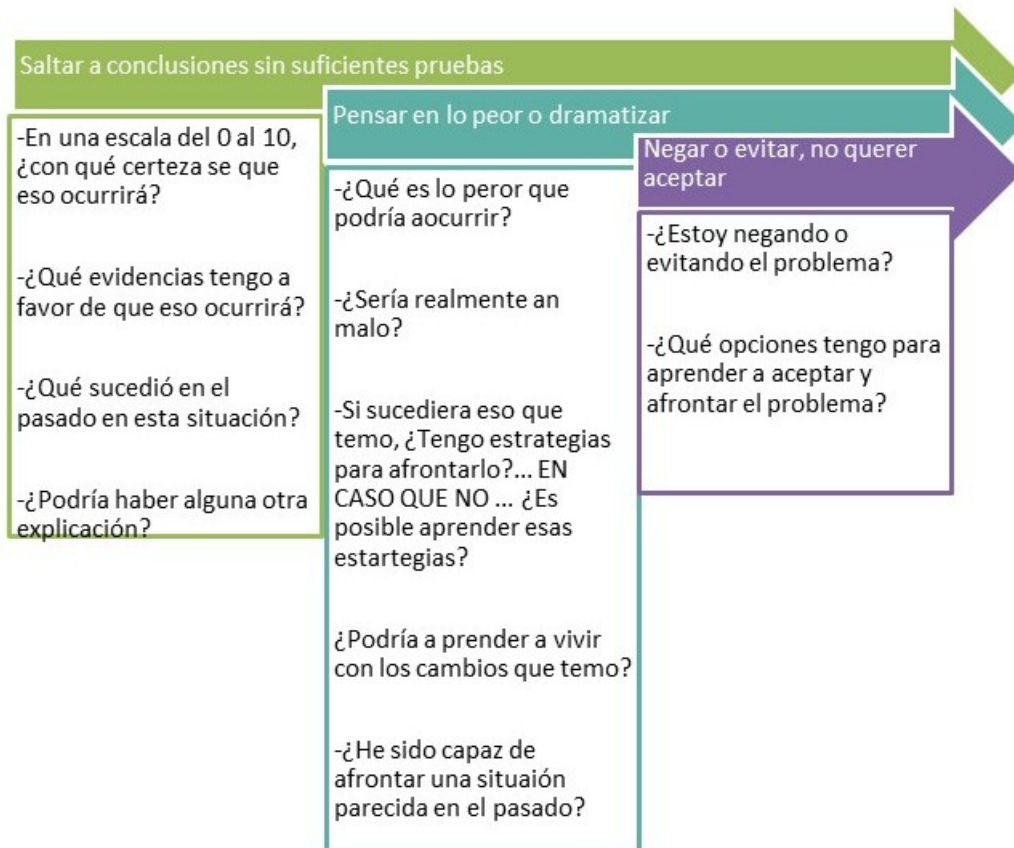 Saltar a conclusiones sin suficientes pruebas
-En una escala del 0 al 10,
¿con qué certeza se que
eso ocurrirá?
-¿Qué evidencias tengo a
favor de que eso ocurrirá?
-¿Qué sucedió en el
pasado en esta situación?
-¿Podría haber alguna otra
explicación?
Pensar en lo peor o dramatizar
-¿Qué es lo peror que
podría aocurrir?
-¿Sería realmente an
malo?
-Si sucediera eso que
temo, ¿Tengo estrategias
para afrontarlo?... EN
CASO QUE NO ... ¿Es
posible aprender esas
estartegias?
¿Podría a prender a vivir
con los cambios que temo?
-¿He sido capaz de
afrontar una situaión
parecida en el pasado?
Negar o evitar, no querer
aceptar
-¿Estoy negando o
evitando el problema?
-¿Qué opciones tengo para
aprender a aceptar y
afrontar el problema?